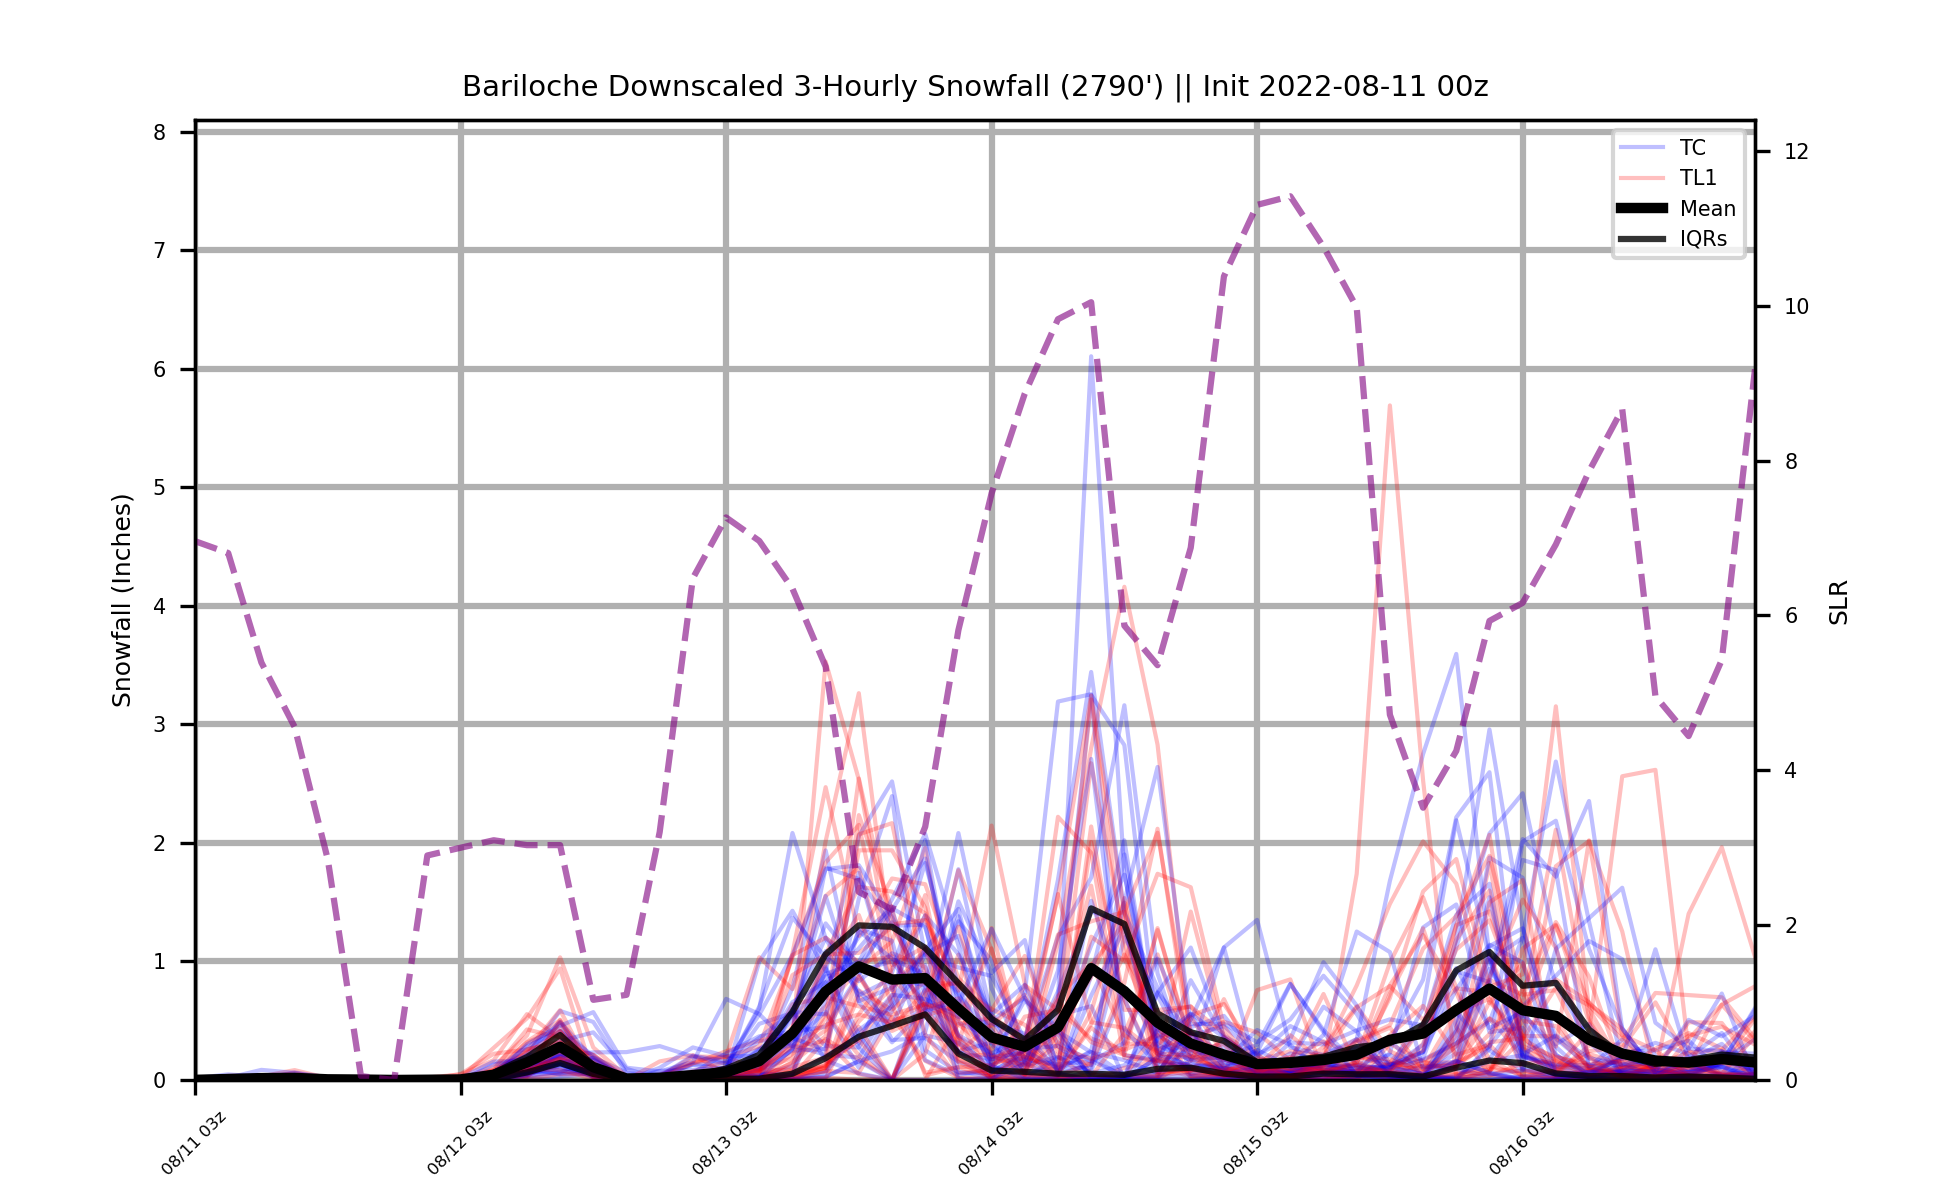 Bariloche Downscaled 3-Hourly Snowfall (2790') || Init 2022-08-11 00z
Snowfall (Inches)
8
7
6
5
4
3
2
1
0
TC
TL1
Mean
IQRs
12
10
8
6
4
2
0
SLR
08/11 03z
08/12 03z
08/13 03z
08/14 03z
08/15 03z
08/16 03z